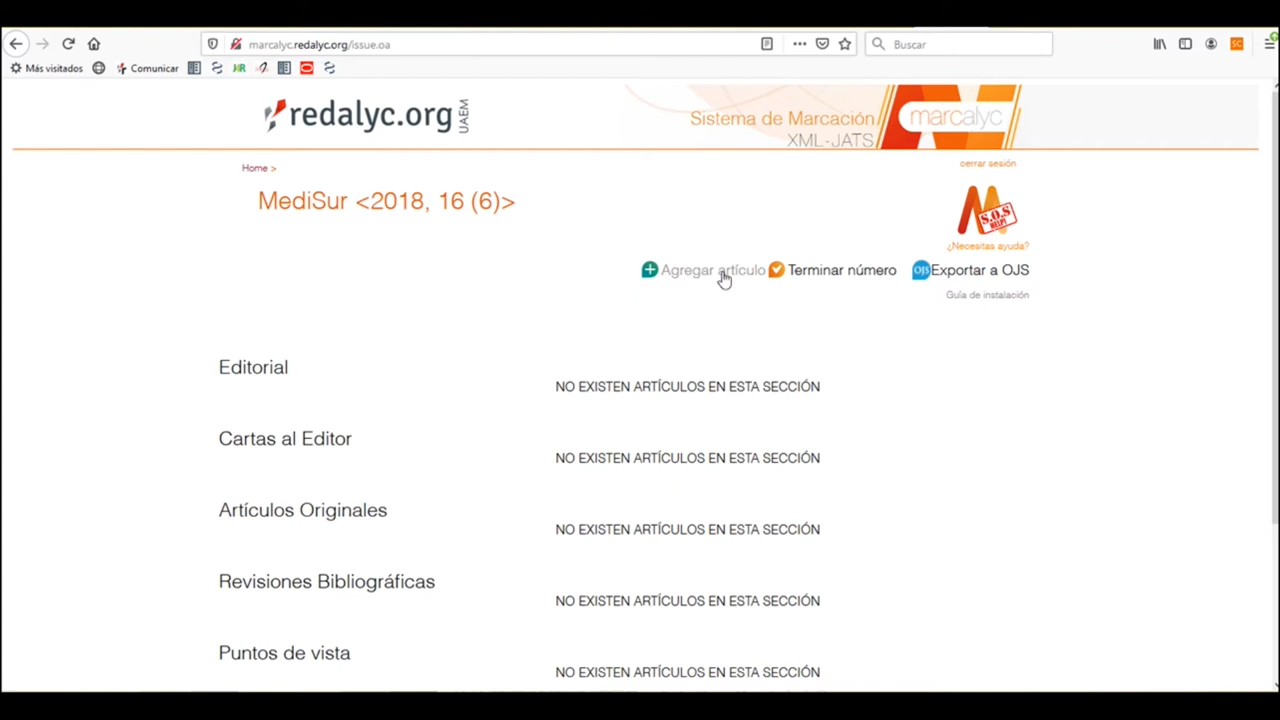 marcalyc.redalyc.org/issue.oa
Buscar
SC
Más visitados
Comunicar
redalyc.org
UAEM
Sistema de Marcación
XML-JATS
marcalyc
Home >
cerrar sesión
MediSur <2018, 16 (6)>
S.O.S
HELP!
¿Necesitas ayuda?
Agregar artículo
Terminar número
OJS
Exportar a OJS
Guía de instalación
Editorial
NO EXISTEN ARTÍCULOS EN ESTA SECCIÓN
Cartas al Editor
NO EXISTEN ARTÍCULOS EN ESTA SECCIÓN
Artículos Originales
NO EXISTEN ARTÍCULOS EN ESTA SECCIÓN
Revisiones Bibliográficas
NO EXISTEN ARTÍCULOS EN ESTA SECCIÓN
Puntos de vista
NO EXISTEN ARTÍCULOS EN ESTA SECCIÓN